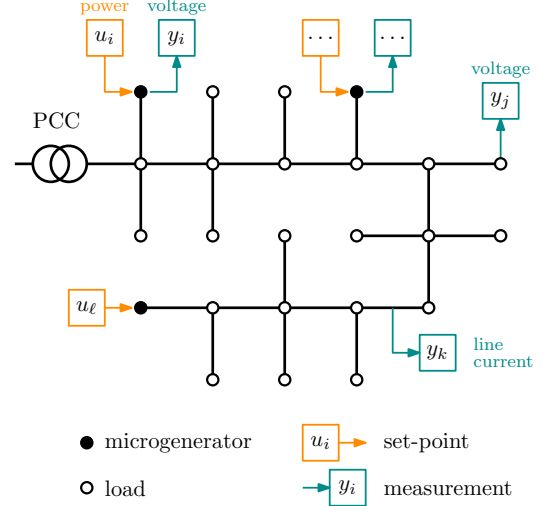 power voltage
u_i y_i ... ...
voltage
y_j
PCC
u_ℓ
y_k
line
current
microgenerator
u_i set-point
load
y_i measurement